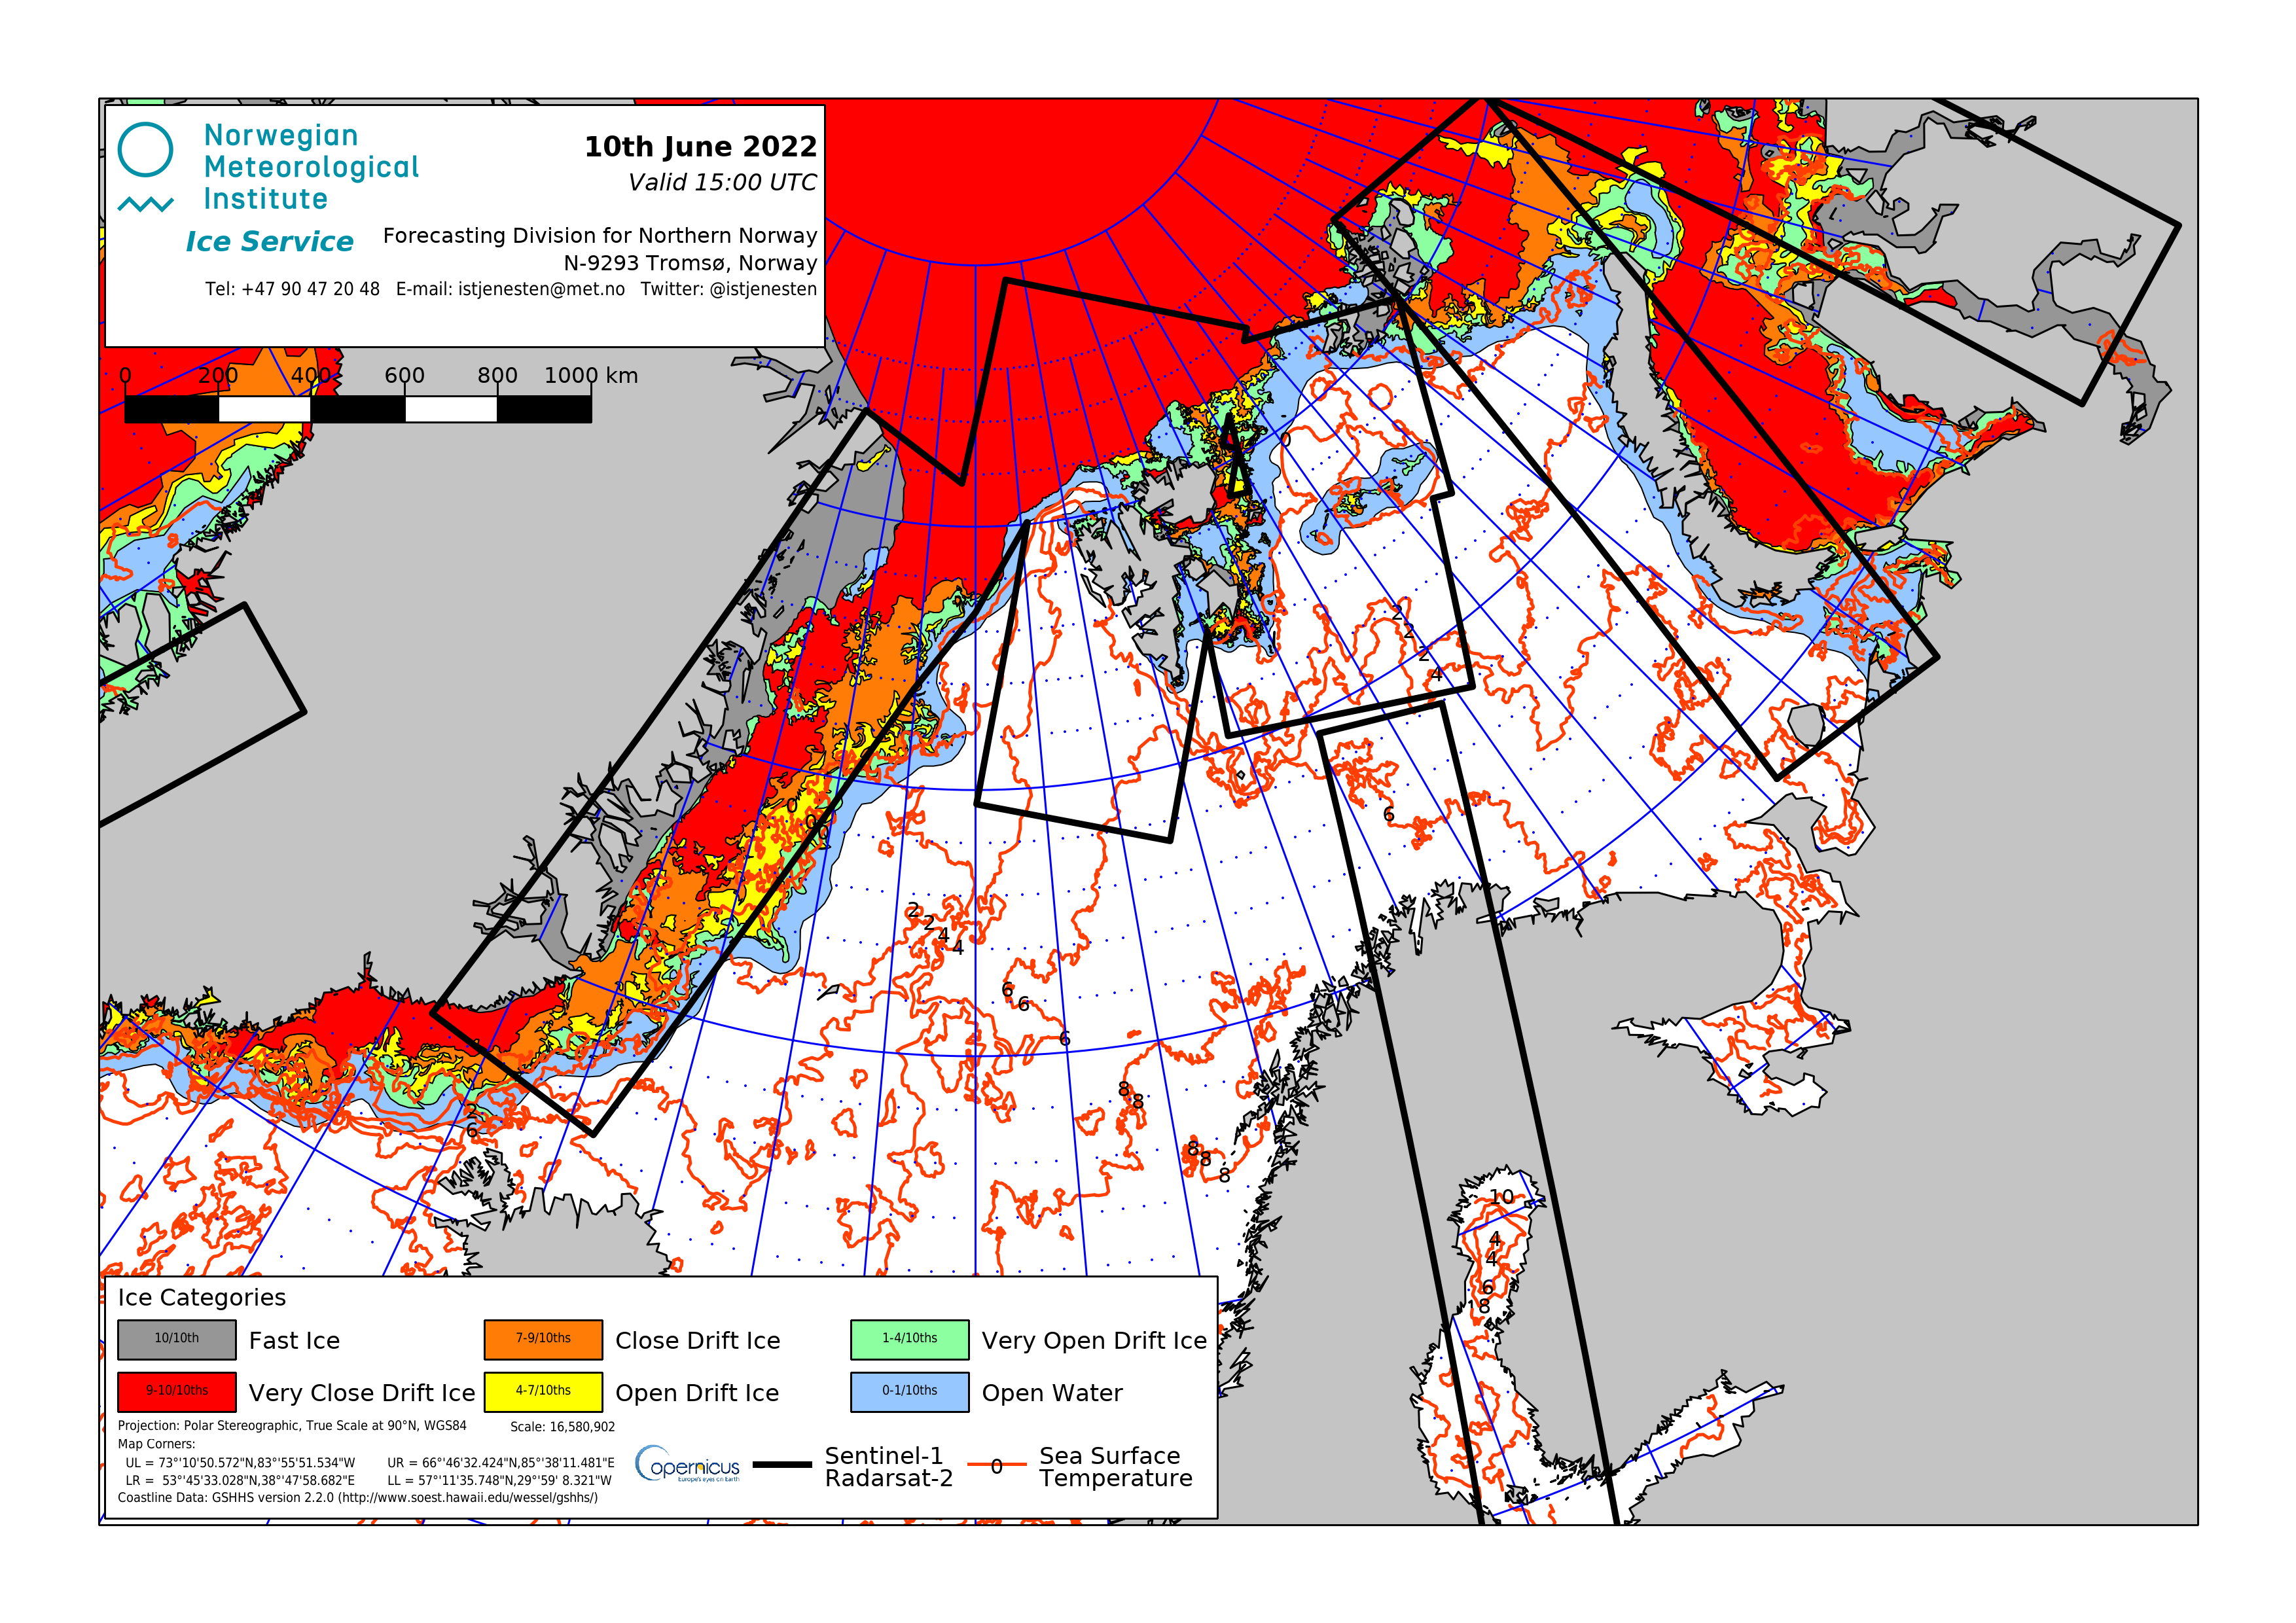 Norwegian
Meteorological
Institute
Ice Service
10th June 2022
Valid 15:00 UTC
Forecasting Division for Northern Norway
N-9293 Tromsø, Norway
Tel: +47 90 47 20 48 E-mail: istjenesten@met.no Twitter: @istjenesten
0 200 400 600 800 1000 km
0
2
2
2
4
0
0
0
6
2
2
4
4
6
6
6
8
8
2
6
8
8
8
10
4
4
6
8
Ice Categories
10/10th Fast Ice
7-9/10ths Close Drift Ice
1-4/10ths Very Open Drift Ice
9-10/10ths Very Close Drift Ice
4-7/10ths Open Drift Ice
0-1/10ths Open Water
Projection: Polar Stereographic, True Scale at 90°N, WGS84 Scale: 16,580,902
Map Corners:
UL = 73°'10'50.572"N,83°'55'51.534"W UR = 66°'46'32.424"N,85°'38'11.481"E
LR = 53°'45'33.028"N,38°'47'58.682"E LL = 57°'11'35.748"N,29°'59' 8.321"W
Coastline Data: GSHHS version 2.2.0 (http://www.soest.hawaii.edu/wessel/gshhs/)
opernicus
Europe's eyes on Earth
Sentinel-1
Radarsat-2
0
Sea Surface
Temperature